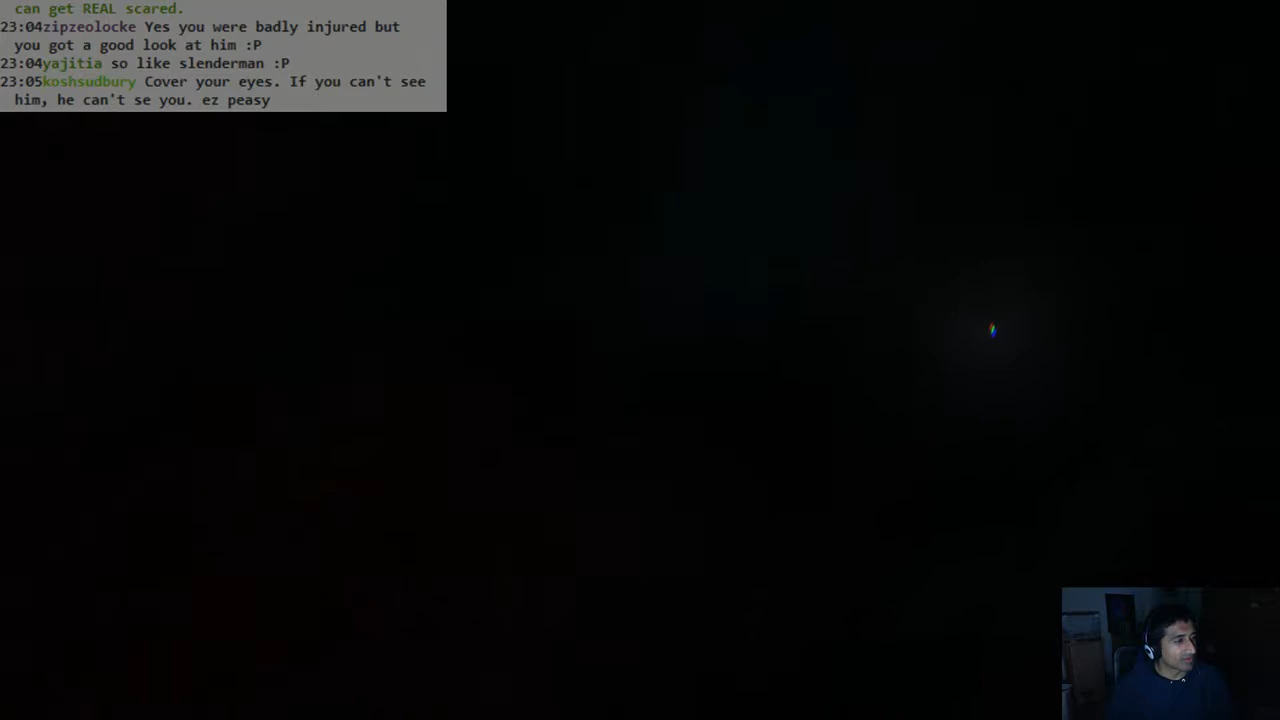 can get REAL scared.
23:04zipzeolocke Yes you were badly injured but
you got a good look at him :P
23:04yajitia so like slenderman :P
23:05koshsudbury Cover your eyes. If you can't see
him, he can't se you. ez peasy